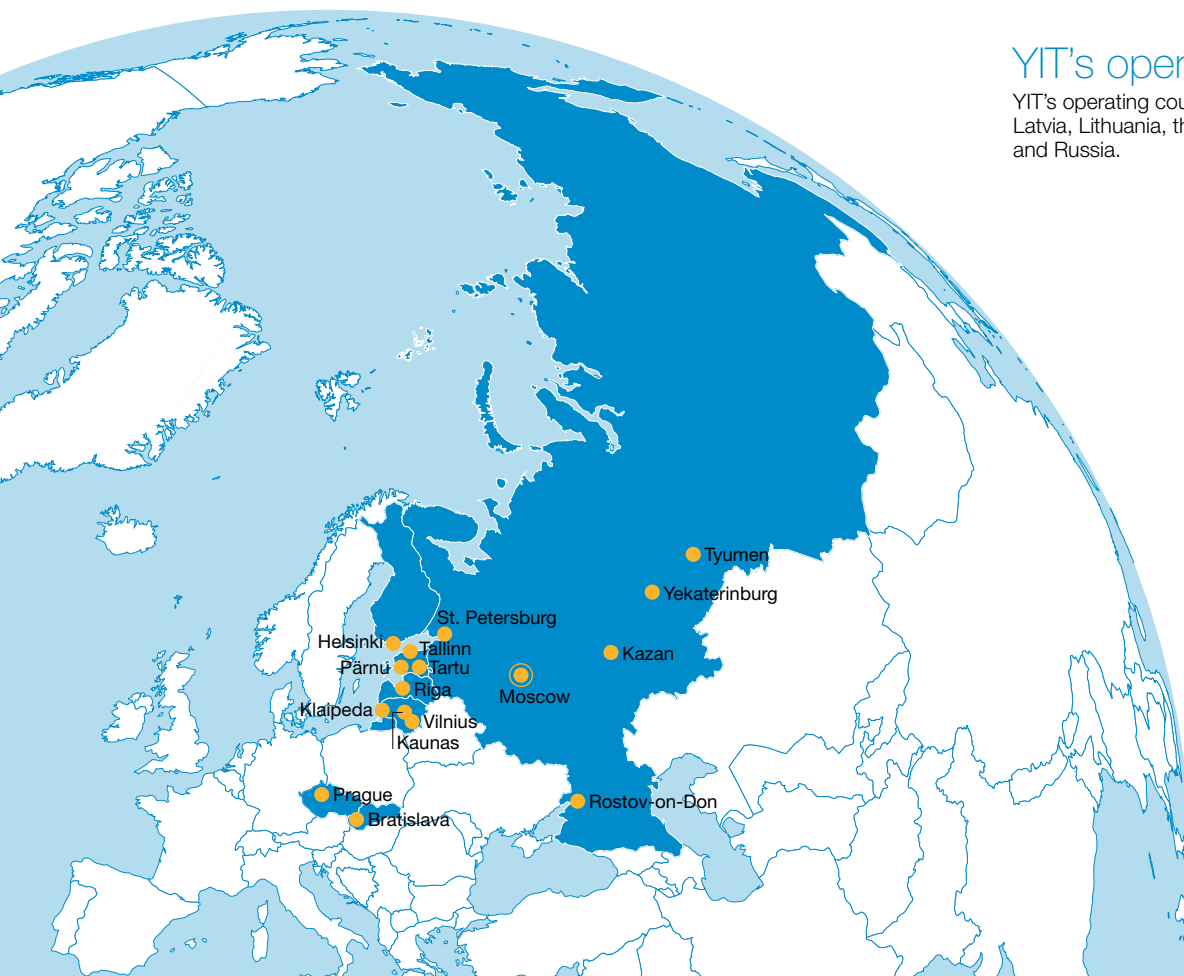 YIT's oper
YIT's operating cou
Latvia, Lithuania, th
and Russia.
Tyumen
Yekaterinburg
St. Petersburg
Helsinki
Tallinn
Kazan
Pärnu
Tartu
Riga
Moscow
Klaipeda
Vilnius
Kaunas
Prague
Rostov-on-Don
Bratislava